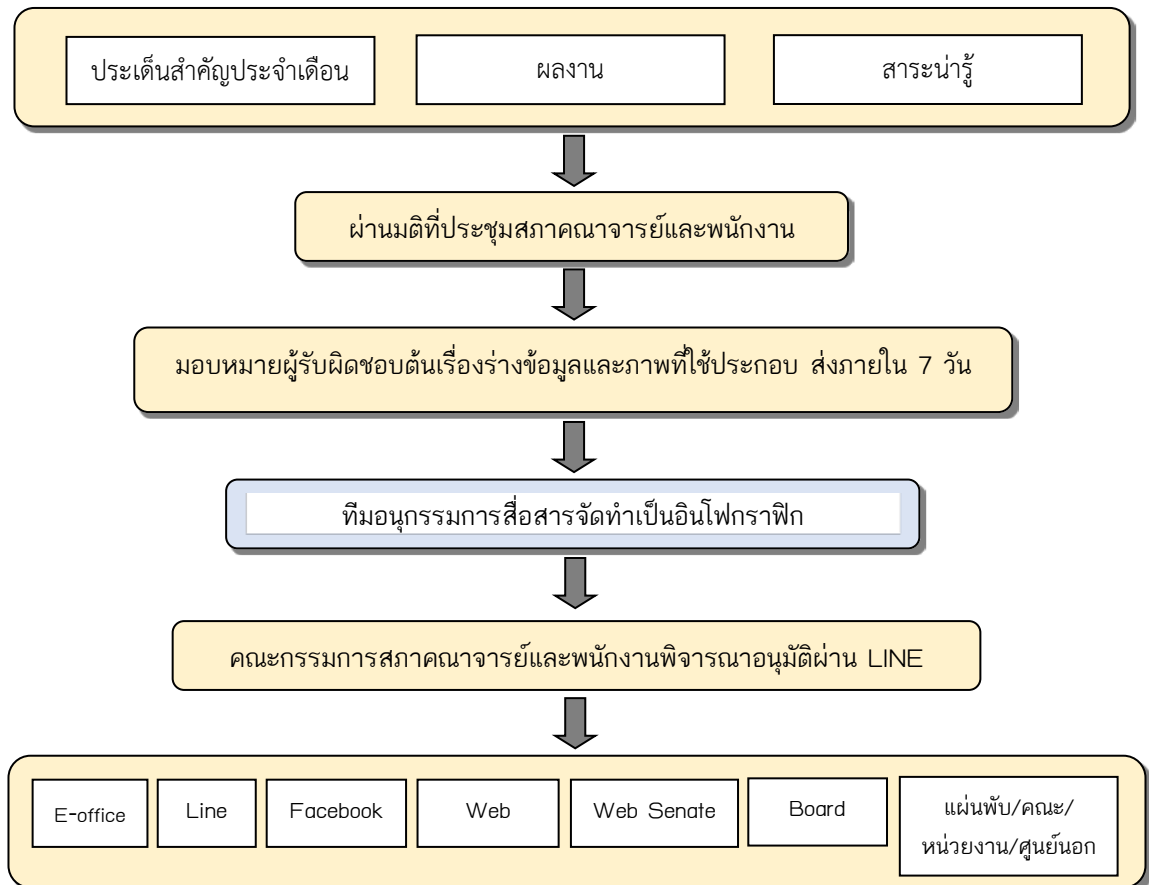 ประเด็นสำคัญประจำเดือน
ผลงาน
สาระน่ารู้
ผ่านมติที่ประชุมสภาคณาจารย์และพนักงาน
มอบหมายผู้รับผิดชอบต้นเรื่องร่างข้อมูลและภาพที่ใช้ประกอบ ส่งภายใน 7 วัน
ทีมอนุกรรมการสื่อสารจัดทำเป็นอินโฟกราฟิก
คณะกรรมการสภาคณาจารย์และพนักงานพิจารณาอนุมัติผ่าน LINE
E-office
Line
Facebook
Web
Web Senate
Board
แผ่นพับ/คณะ/
หน่วยงาน/ศูนย์นอก